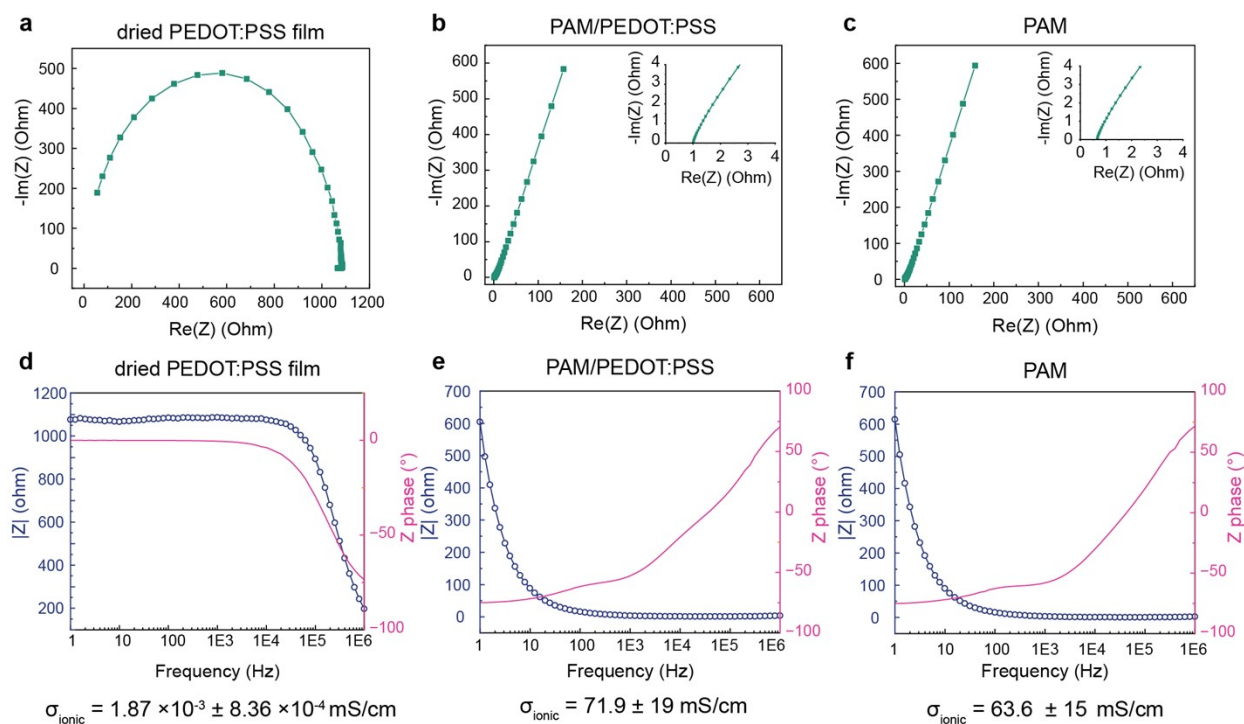 a dried PEDOT:PSS film
-Im(Z) (Ohm)
500
400
300
200
100
0
0 200 400 600 800 1000 1200
Re(Z) (Ohm)
b PAM/PEDOT:PSS
-Im(Z) (Ohm)
600
500
400
300
200
100
0
0 100 200 300 400 500 600
Re(Z) (Ohm)
-Im(Z) (Ohm)
4
3
2
1
0
0 1 2 3 4
Re(Z) (Ohm)
c PAM
-Im(Z) (Ohm)
600
500
400
300
200
100
0
0 100 200 300 400 500 600
Re(Z) (Ohm)
-Im(Z) (Ohm)
4
3
2
1
0
0 1 2 3 4
Re(Z) (Ohm)
d dried PEDOT:PSS film
|Z| (ohm)
1200
1100
1000
900
800
700
600
500
400
300
200
Z phase (°)
0
−50
−100
1 10 100 1E3 1E4 1E5 1E6
Frequency (Hz)
σionic = 1.87 ×10-3 ± 8.36 ×10-4 mS/cm
e PAM/PEDOT:PSS
|Z| (ohm)
700
600
500
400
300
200
100
0
Z phase (°)
100
50
0
−50
−100
1 10 100 1E3 1E4 1E5 1E6
Frequency (Hz)
σionic = 71.9 ± 19 mS/cm
f PAM
|Z| (ohm)
700
600
500
400
300
200
100
0
Z phase (°)
100
50
0
−50
−100
1 10 100 1E3 1E4 1E5 1E6
Frequency (Hz)
σionic = 63.6 ± 15 mS/cm